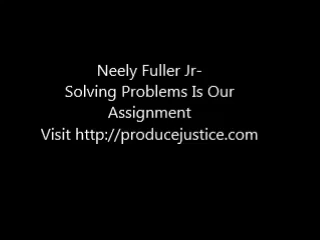 Neely Fuller Jr-
Solving Problems Is Our
Assignment
Visit http://producejustice.com